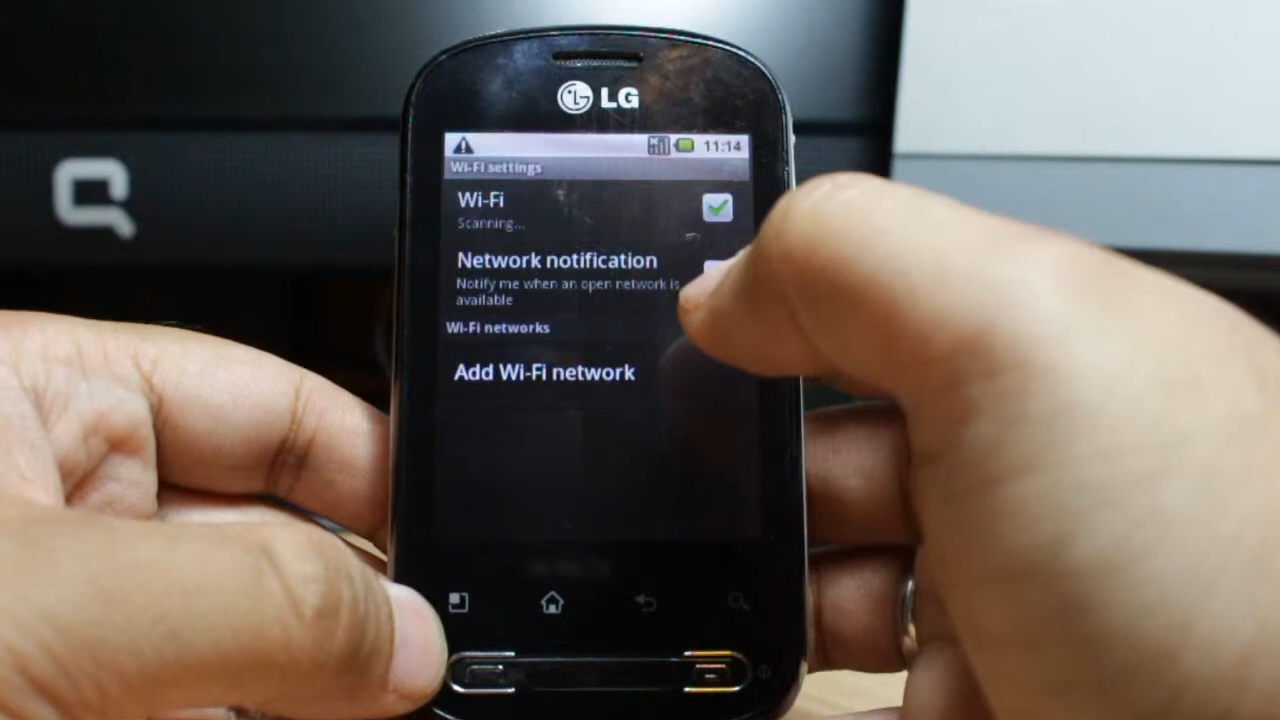 LG
11:14
Wi-Fi settings
Wi-Fi
Scanning...
Network notification
Notify me when an open network is
available
Wi-Fi networks
Add Wi-Fi network